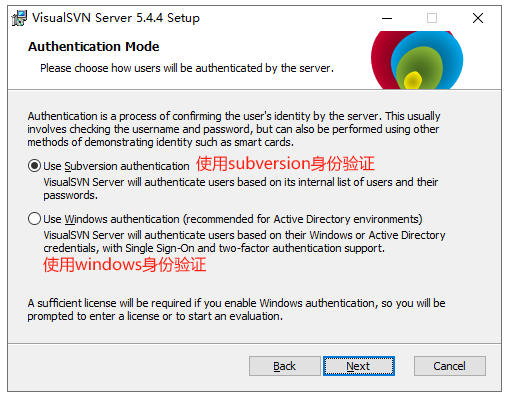 VisualSVN Server 5.4.4 Setup
Authentication Mode
Please choose how users will be authenticated by the server.
Authentication is a process of confirming the user's identity by the server. This usually
involves checking the username and password, but can also be performed using other
methods of demonstrating identity such as smart cards.
Use Subversion authentication 使用subversion身份验证
VisualSVN Server will authenticate users based on its internal list of users and their
passwords.
Use Windows authentication (recommended for Active Directory environments)
VisualSVN Server will authenticate users based on their Windows or Active Directory
credentials, with Single Sign-On and two-factor authentication support.
使用windows身份验证
A sufficient license will be required if you enable Windows authentication, so you will be
prompted to enter a license or to start an evaluation.
Back Next Cancel